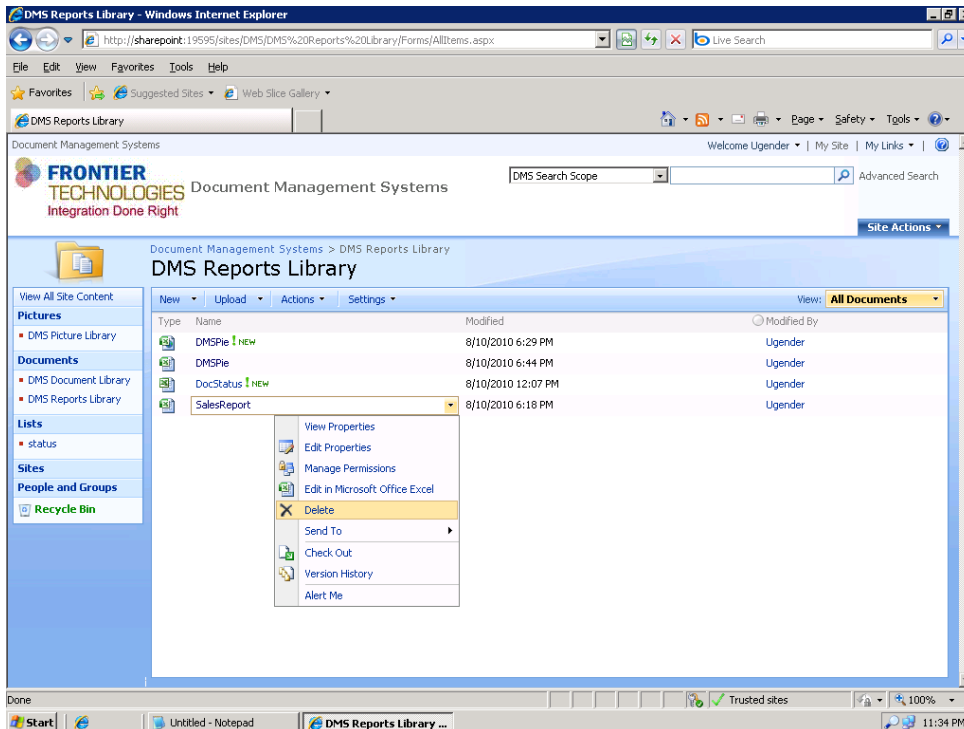 DMS Reports Library - Windows Internet Explorer
http://sharepoint:19595/sites/DMS/DMS%20Reports%20Library/Forms/AllItems.aspx
Live Search
File Edit View Favorites Tools Help
Favorites Suggested Sites Web Slice Gallery
DMS Reports Library
Page Safety Tools
Document Management Systems
Welcome Ugender | My Site | My Links |
FRONTIER
TECHNOLOGIES
Integration Done Right
Document Management Systems
DMS Search Scope
Advanced Search
Site Actions
Document Management Systems > DMS Reports Library
DMS Reports Library
View All Site Content
Pictures
DMS Picture Library
Documents
DMS Document Library
DMS Reports Library
Lists
status
Sites
People and Groups
Recycle Bin
New Upload Actions Settings View: All Documents
Type Name Modified Modified By
DMSPie ! NEW 8/10/2010 6:29 PM Ugender
DMSPie 8/10/2010 6:44 PM Ugender
DocStatus ! NEW 8/10/2010 12:07 PM Ugender
SalesReport 8/10/2010 6:18 PM Ugender
View Properties
Edit Properties
Manage Permissions
Edit in Microsoft Office Excel
Delete
Send To
Check Out
Version History
Alert Me
Done Trusted sites 100%
Start Untitled - Notepad DMS Reports Library ... 11:34 PM